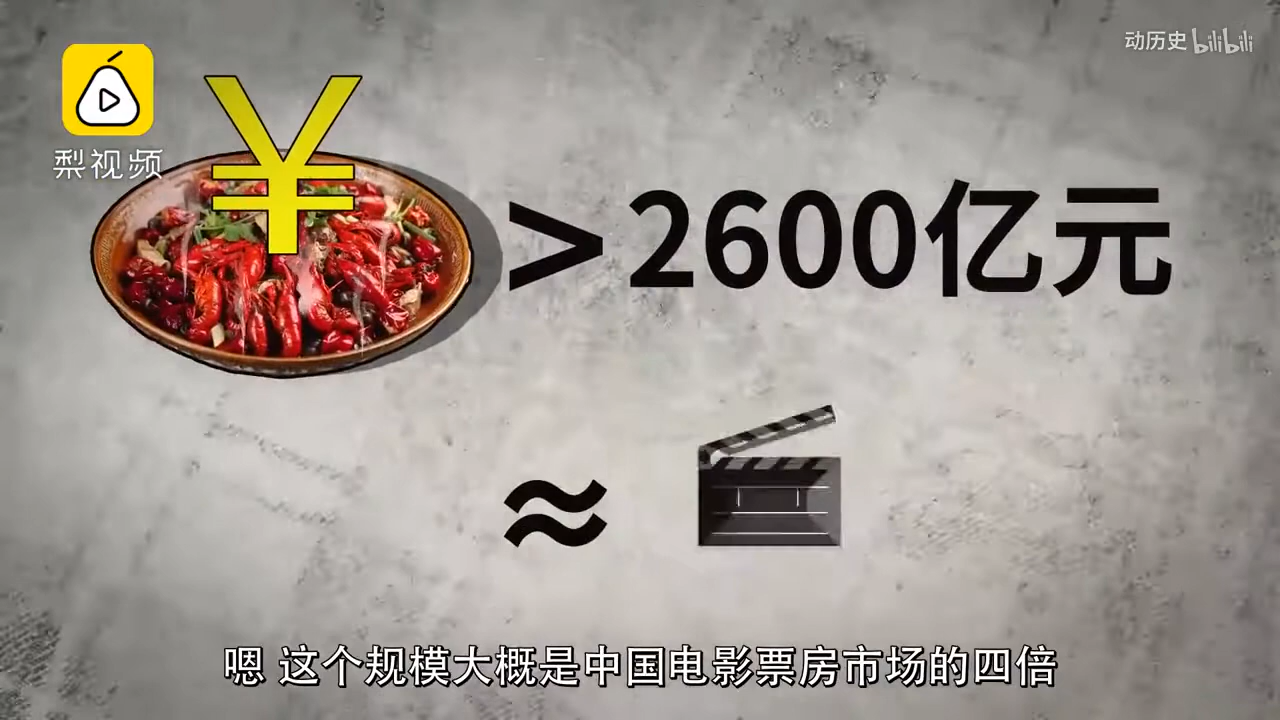 动历史 bilibili
梨视频
¥
>2600亿元
≈
嗯 这个规模大概是中国电影票房市场的四倍